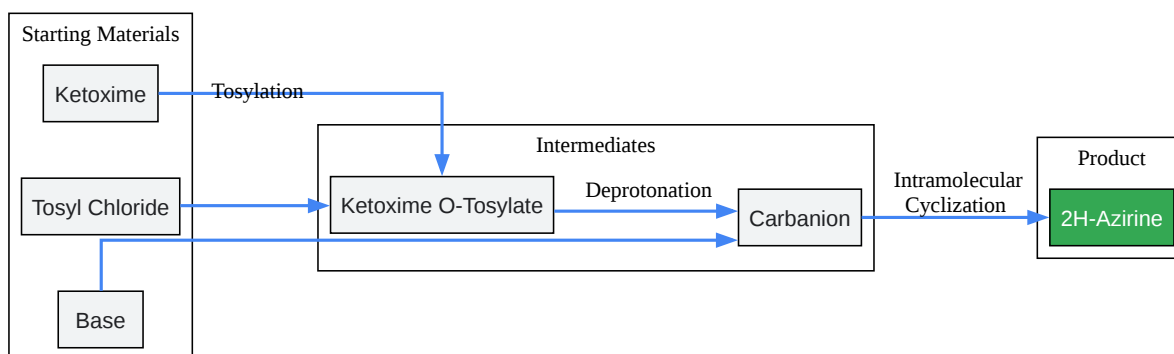 Starting Materials
Ketoxime
Tosylation
Tosyl Chloride
Base
Intermediates
Ketoxime O-Tosylate
Deprotonation
Carbanion
Intramolecular
Cyclization
Product
2H-Azirine